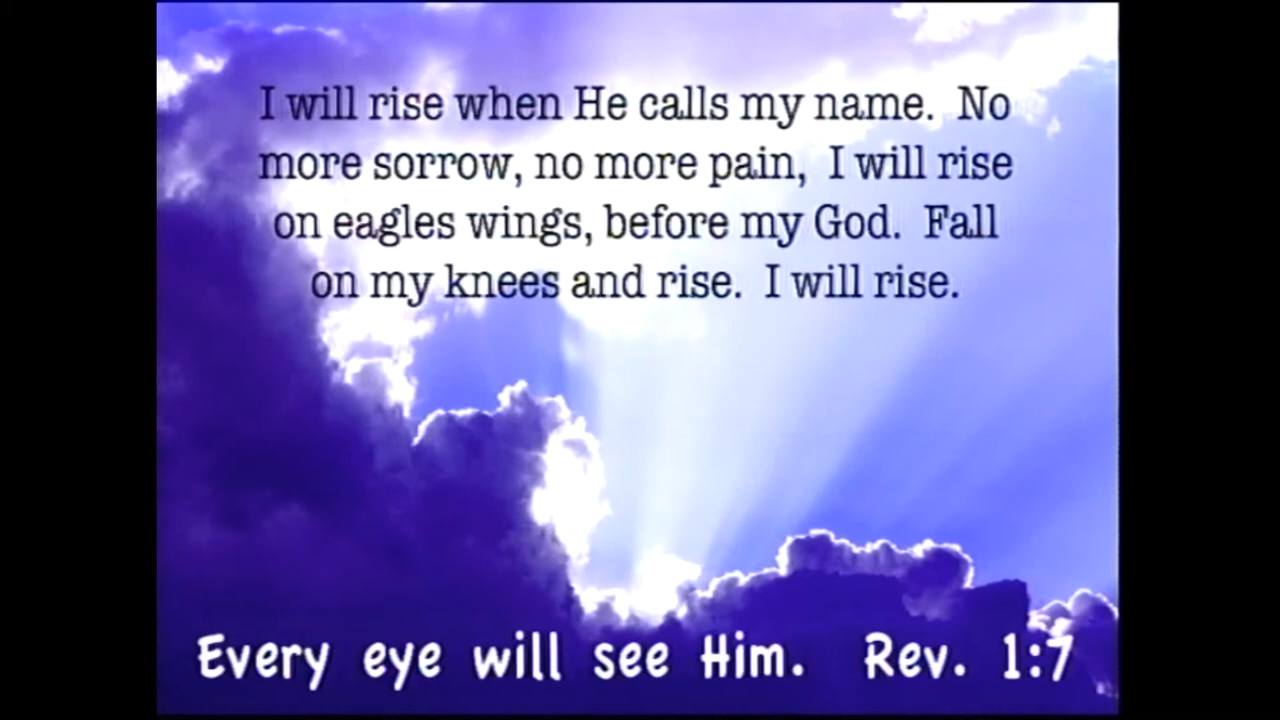 I will rise when He calls my name. No
more sorrow, no more pain, I will rise
on eagles wings, before my God. Fall
on my knees and rise. I will rise.
Every eye will see Him. Rev. 1:7